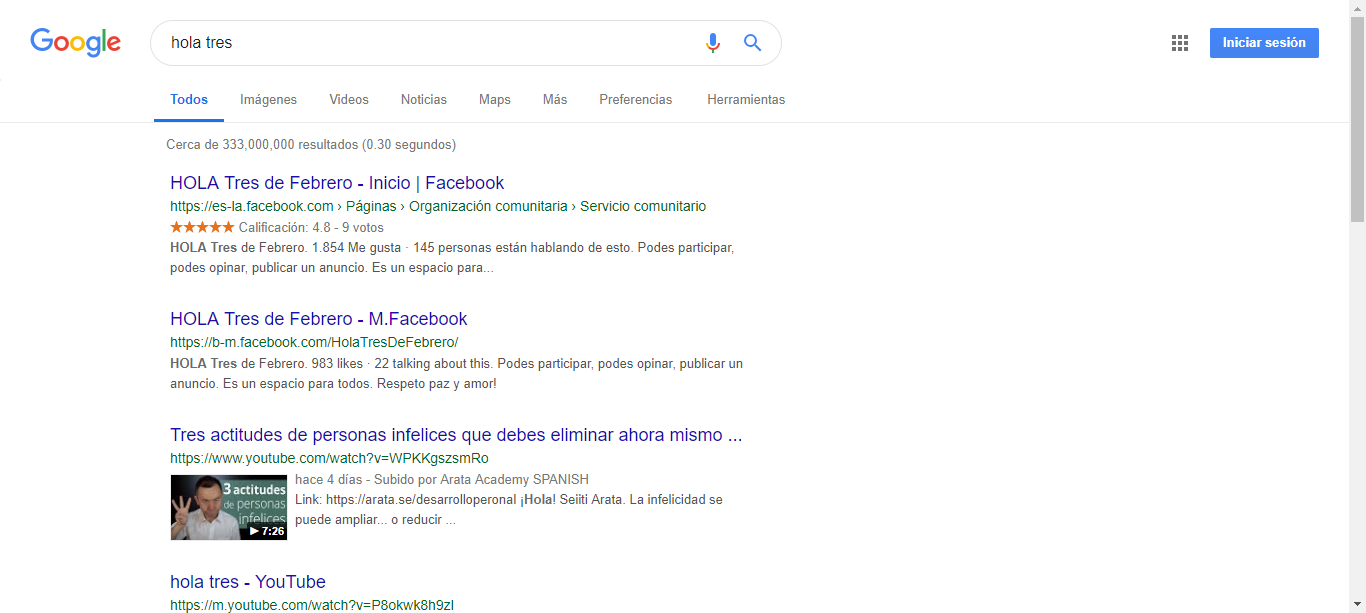 Google
hola tres
Iniciar sesión
Todos Imágenes Videos Noticias Maps Más Preferencias Herramientas
Cerca de 333,000,000 resultados (0.30 segundos)
HOLA Tres de Febrero - Inicio | Facebook
https://es-la.facebook.com › Páginas › Organización comunitaria › Servicio comunitario
Calificación: 4.8 - 9 votos
HOLA Tres de Febrero. 1.854 Me gusta · 145 personas están hablando de esto. Podes participar,
podes opinar, publicar un anuncio. Es un espacio para...
HOLA Tres de Febrero - M.Facebook
https://b-m.facebook.com/HolaTresDeFebrero/
HOLA Tres de Febrero. 983 likes · 22 talking about this. Podes participar, podes opinar, publicar un
anuncio. Es un espacio para todos. Respeto paz y amor!
Tres actitudes de personas infelices que debes eliminar ahora mismo ...
https://www.youtube.com/watch?v=WPKKgszsmRo
3 actitudes
de personas
infelices
7:26
hace 4 días - Subido por Arata Academy SPANISH
Link: https://arata.se/desarrolloperonal ¡Hola! Seiiti Arata. La infelicidad se
puede ampliar... o reducir ...
hola tres - YouTube
https://m.youtube.com/watch?v=P8okwk8h9zI